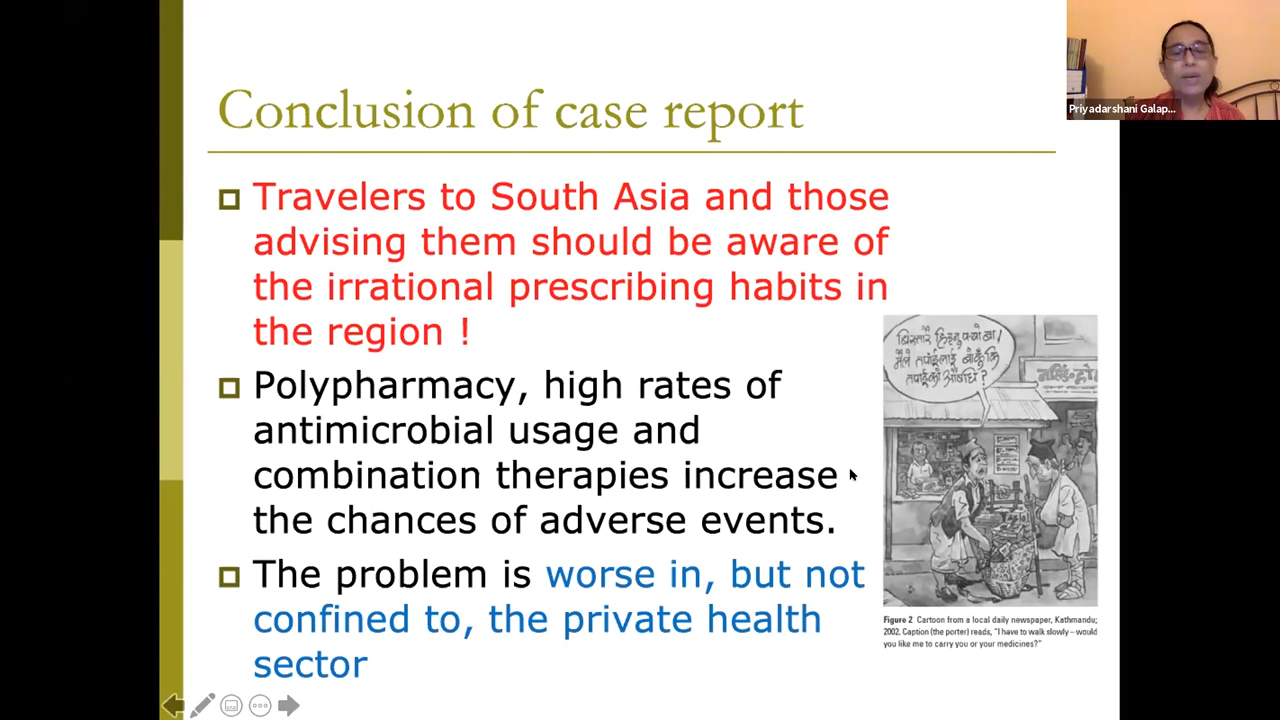 Conclusion of case report
Travelers to South Asia and those
advising them should be aware of
the irrational prescribing habits in
the region !
Polypharmacy, high rates of
antimicrobial usage and
combination therapies increase
the chances of adverse events.
The problem is worse in, but not
confined to, the private health
sector
मैले तपाईंलाई बोकूँ कि
तपाईंको औषधि ?
Figure 2 Cartoon from a local daily newspaper, Kathmandu;
2002. Caption (the porter) reads, "I have to walk slowly – would
you like me to carry you or your medicines?"
Priyadarshani Galap...